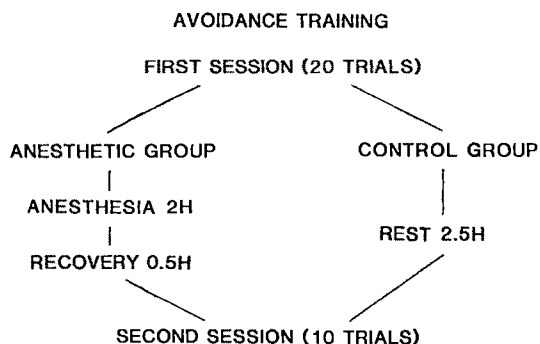 AVOIDANCE TRAINING
FIRST SESSION (20 TRIALS)
ANESTHETIC GROUP
CONTROL GROUP
ANESTHESIA 2H
REST 2.5H
RECOVERY 0.5H
SECOND SESSION (10 TRIALS)